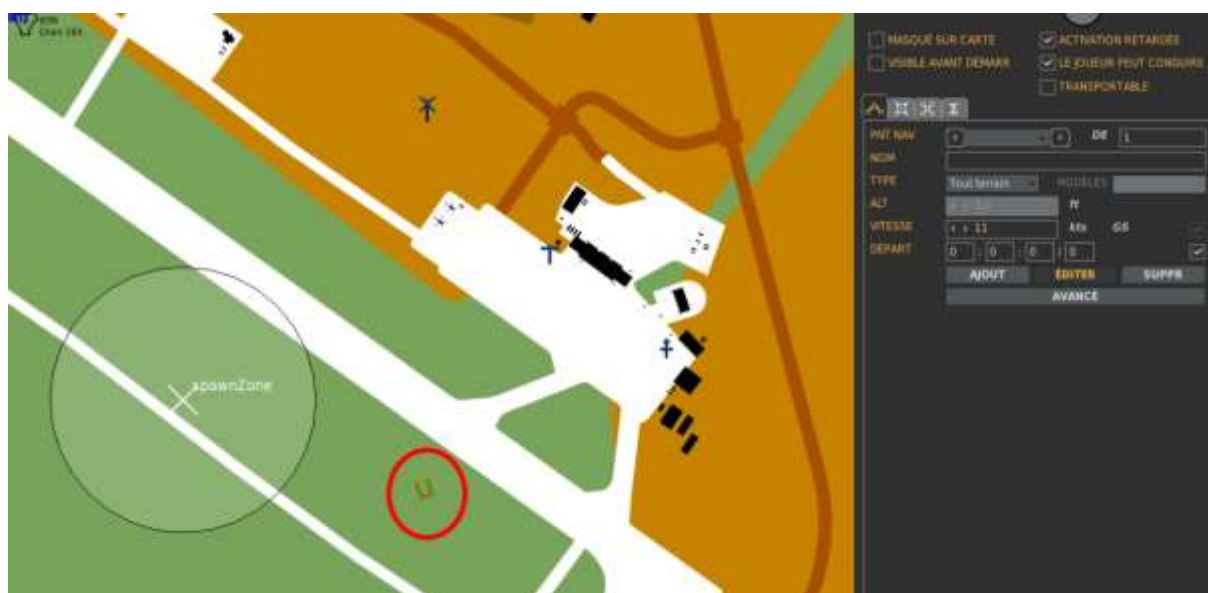 MASQUÉ SUR CARTE
ACTIVATION RETARDÉE
VISIBLE AVANT DÉMARR
LE JOUEUR PEUT CONDUIRE
TRANSPORTABLE
PNT NAV DE 1
NOM
TYPE Tout terrain MODÈLES
ALT ft
VITESSE 11 kts GS
DÉPART 0 : 0 : 0 / 0
AJOUT ÉDITER SUPPR
AVANCÉ
spawnZone